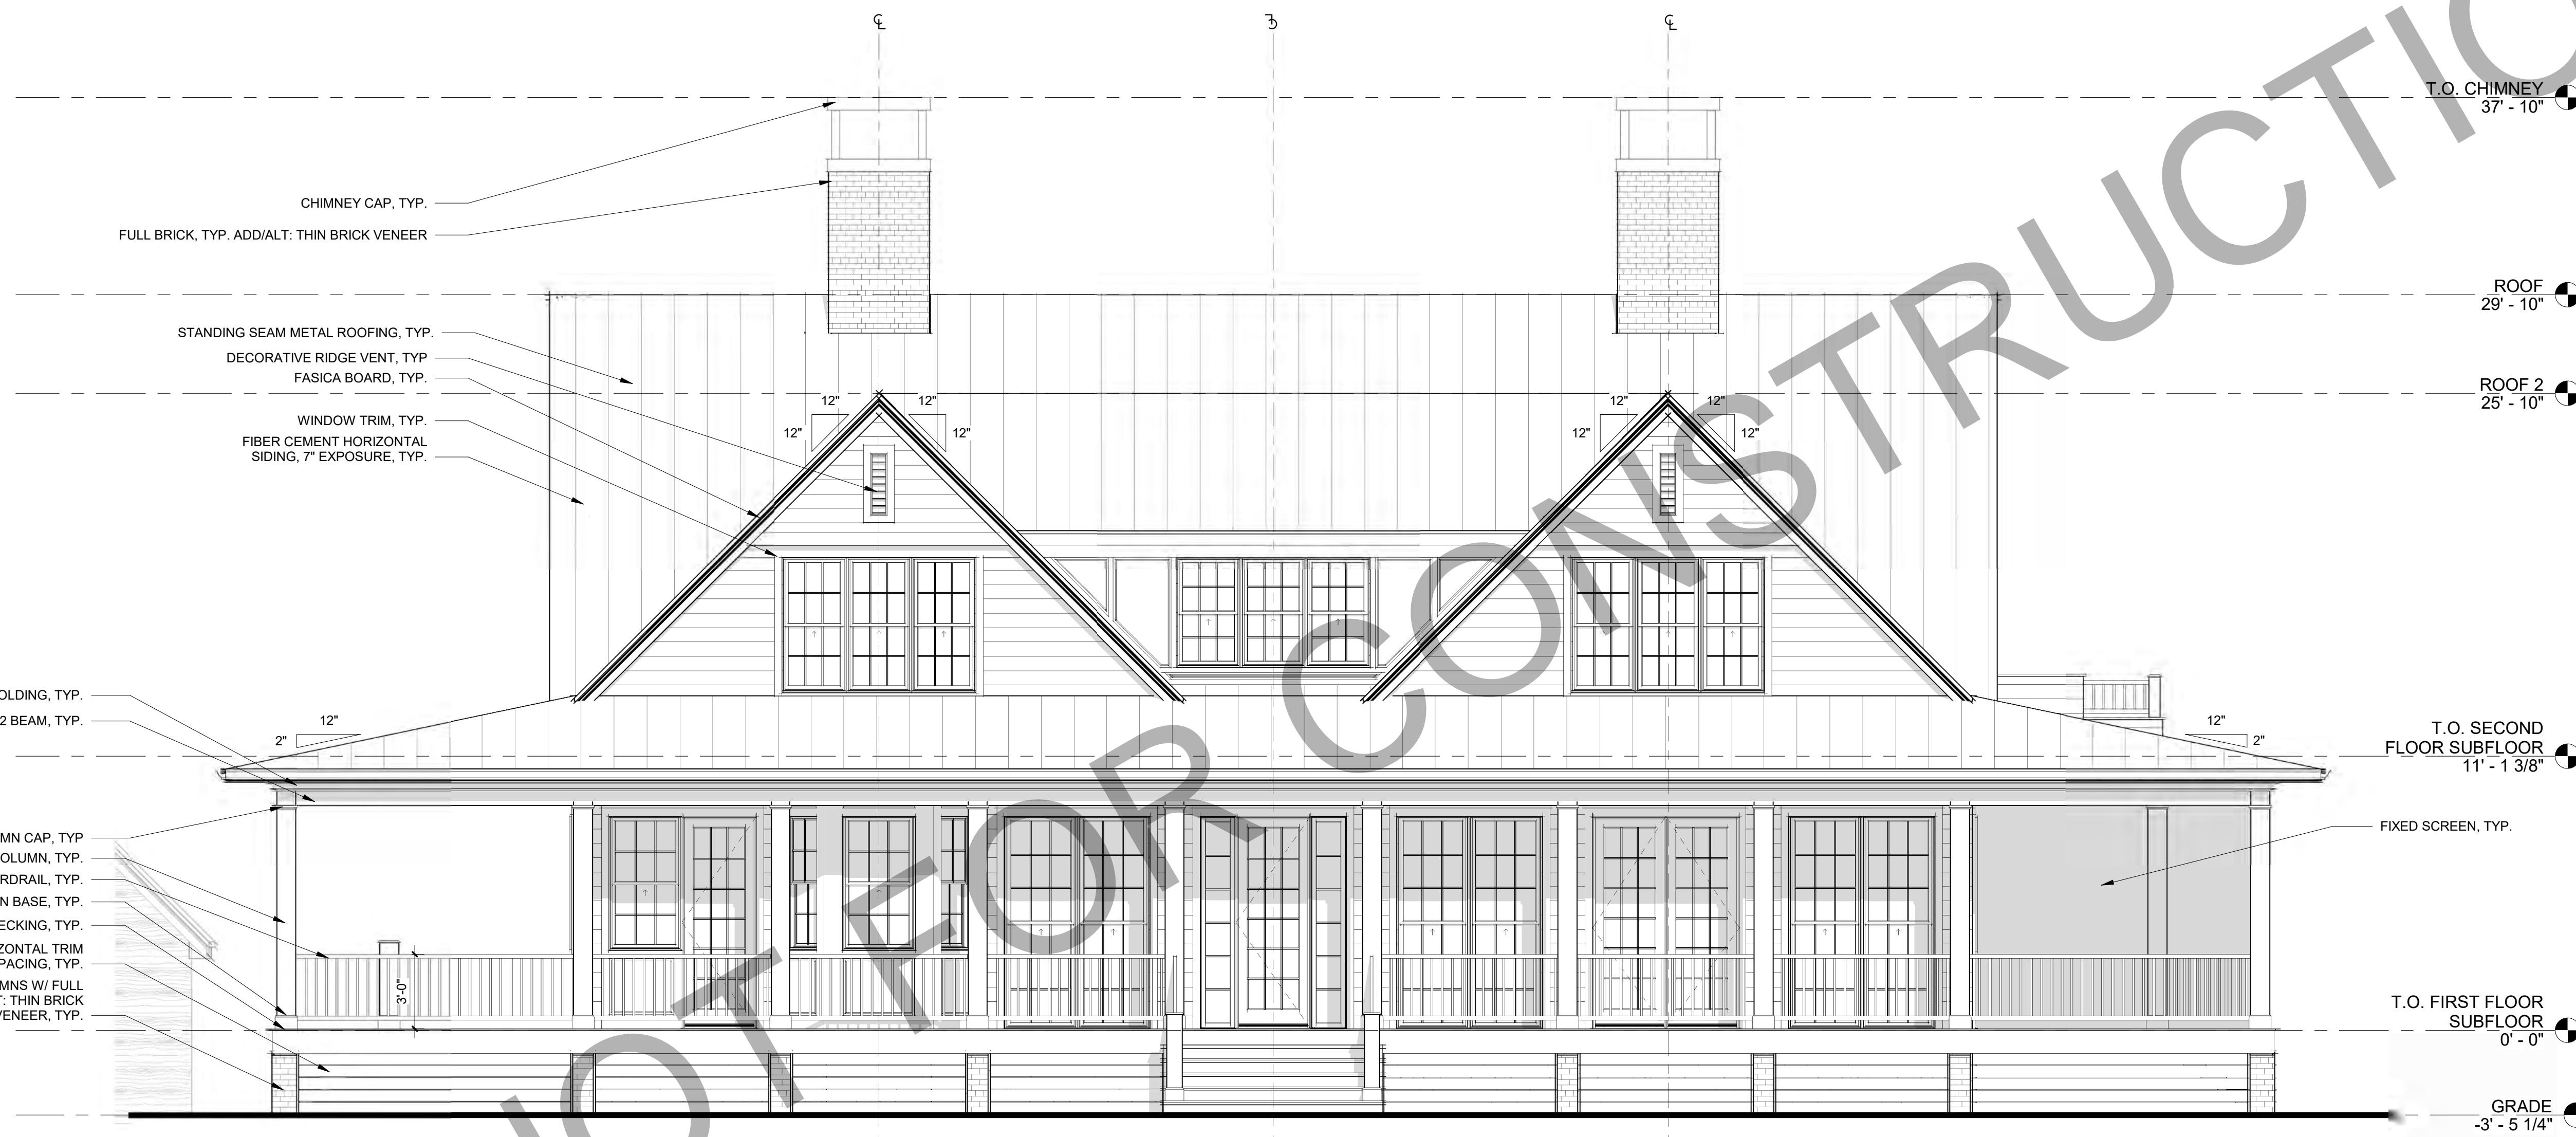 ℄
℄
T.O. CHIMNEY
37' - 10"
CHIMNEY CAP, TYP.
FULL BRICK, TYP. ADD/ALT: THIN BRICK VENEER
ROOF
29' - 10"
STANDING SEAM METAL ROOFING, TYP.
DECORATIVE RIDGE VENT, TYP
FASICA BOARD, TYP.
ROOF 2
25' - 10"
12" 12" 12" 12"
12" 12" 12" 12"
WINDOW TRIM, TYP.
FIBER CEMENT HORIZONTAL
SIDING, 7" EXPOSURE, TYP.
OLDING, TYP.
2 BEAM, TYP.
12"
2"
12"
2"
T.O. SECOND
FLOOR SUBFLOOR
11' - 1 3/8"
MN CAP, TYP
OLUMN, TYP.
RDRAIL, TYP.
N BASE, TYP.
ECKING, TYP.
ZONTAL TRIM
PACING, TYP.
MNS W/ FULL
T: THIN BRICK
VENEER, TYP.
FIXED SCREEN, TYP.
3'-0"
T.O. FIRST FLOOR
SUBFLOOR
0' - 0"
GRADE
-3' - 5 1/4"
NOT FOR CONSTRUCTIO